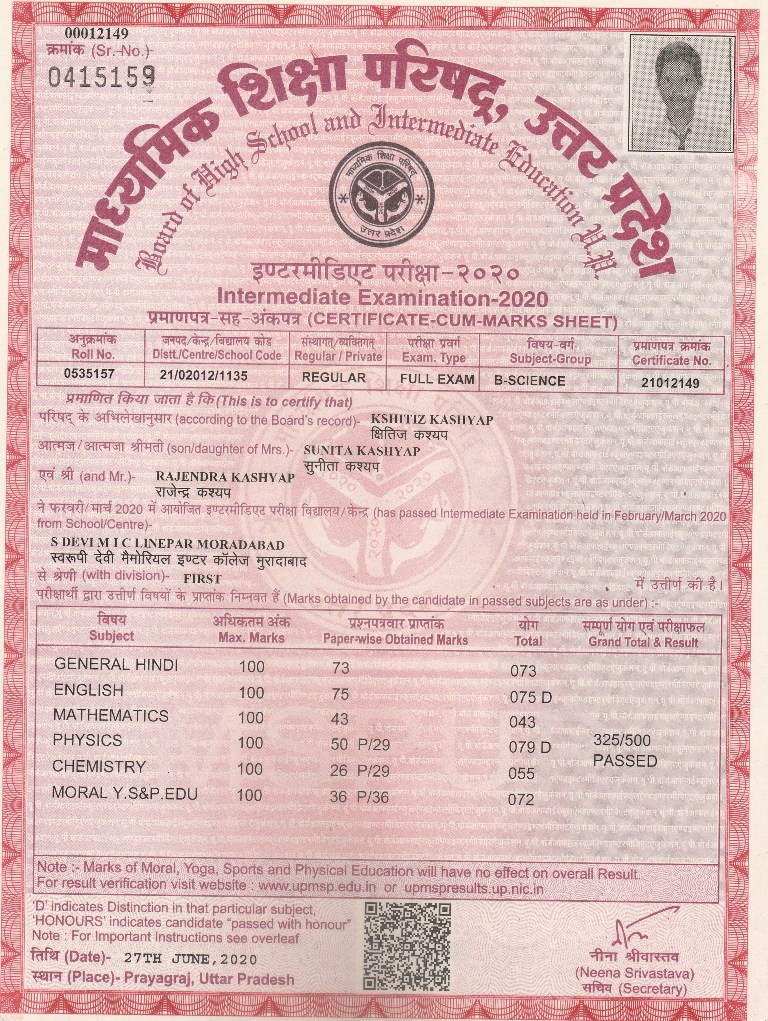 00012149
क्रमांक (Sr.-No.)-
0415159
माध्यमिक शिक्षा परिषद्, उत्तर प्रदेश
Board of High School and Intermediate Education U.P.
माध्यमिक शिक्षा परिषद
उत्तर प्रदेश
इण्टरमीडिएट परीक्षा-२०२०
Intermediate Examination-2020
प्रमाणपत्र-सह-अंकपत्र (CERTIFICATE-CUM-MARKS SHEET)
अनुक्रमांक जनपद/केन्द्र/विद्यालय कोड संस्थागत/व्यक्तिगत परीक्षा प्रवर्ग विषय-वर्ग प्रमाणपत्र क्रमांक
Roll No. Distt./Centre/School Code Regular / Private Exam. Type Subject-Group Certificate No.
0535157 21/02012/1135 REGULAR FULL EXAM B-SCIENCE 21012149
प्रमाणित किया जाता है कि (This is to certify that)
परिषद् के अभिलेखानुसार (according to the Board's record)- KSHITIZ KASHYAP
क्षितिज कश्यप
आत्मज/आत्मजा श्रीमती (son/daughter of Mrs.)- SUNITA KASHYAP
सुनीता कश्यप
एवं श्री (and Mr.)- RAJENDRA KASHYAP
राजेन्द्र कश्यप
ने फरवरी/मार्च 2020 में आयोजित इण्टरमीडिएट परीक्षा विद्यालय/केन्द्र (has passed Intermediate Examination held in February/March 2020
from School/Centre)-
S DEVI M I C LINEPAR MORADABAD
स्वरूपी देवी मैमोरियल इण्टर कॉलेज मुरादाबाद
से श्रेणी (with division)- FIRST में उत्तीर्ण की है।
परीक्षार्थी द्वारा उत्तीर्ण विषयों के प्राप्तांक निम्नवत हैं (Marks obtained by the candidate in passed subjects are as under) :-
विषय अधिकतम अंक प्रश्नपत्रवार प्राप्तांक योग सम्पूर्ण योग एवं परीक्षाफल
Subject Max. Marks Paper-wise Obtained Marks Total Grand Total & Result
GENERAL HINDI 100 73 073
ENGLISH 100 75 075 D
MATHEMATICS 100 43 043
PHYSICS 100 50 P/29 079 D 325/500
PASSED
CHEMISTRY 100 26 P/29 055
MORAL Y.S&P.EDU 100 36 P/36 072
Note :- Marks of Moral, Yoga, Sports and Physical Education will have no effect on overall Result.
For result verification visit website : www.upmsp.edu.in or upmspresults.up.nic.in
'D' indicates Distinction in that particular subject,
'HONOURS' indicates candidate "passed with honour"
Note : For Important Instructions see overleaf
तिथि (Date)- 27TH JUNE,2020
स्थान (Place)- Prayagraj, Uttar Pradesh
नीना श्रीवास्तव
(Neena Srivastava)
सचिव (Secretary)